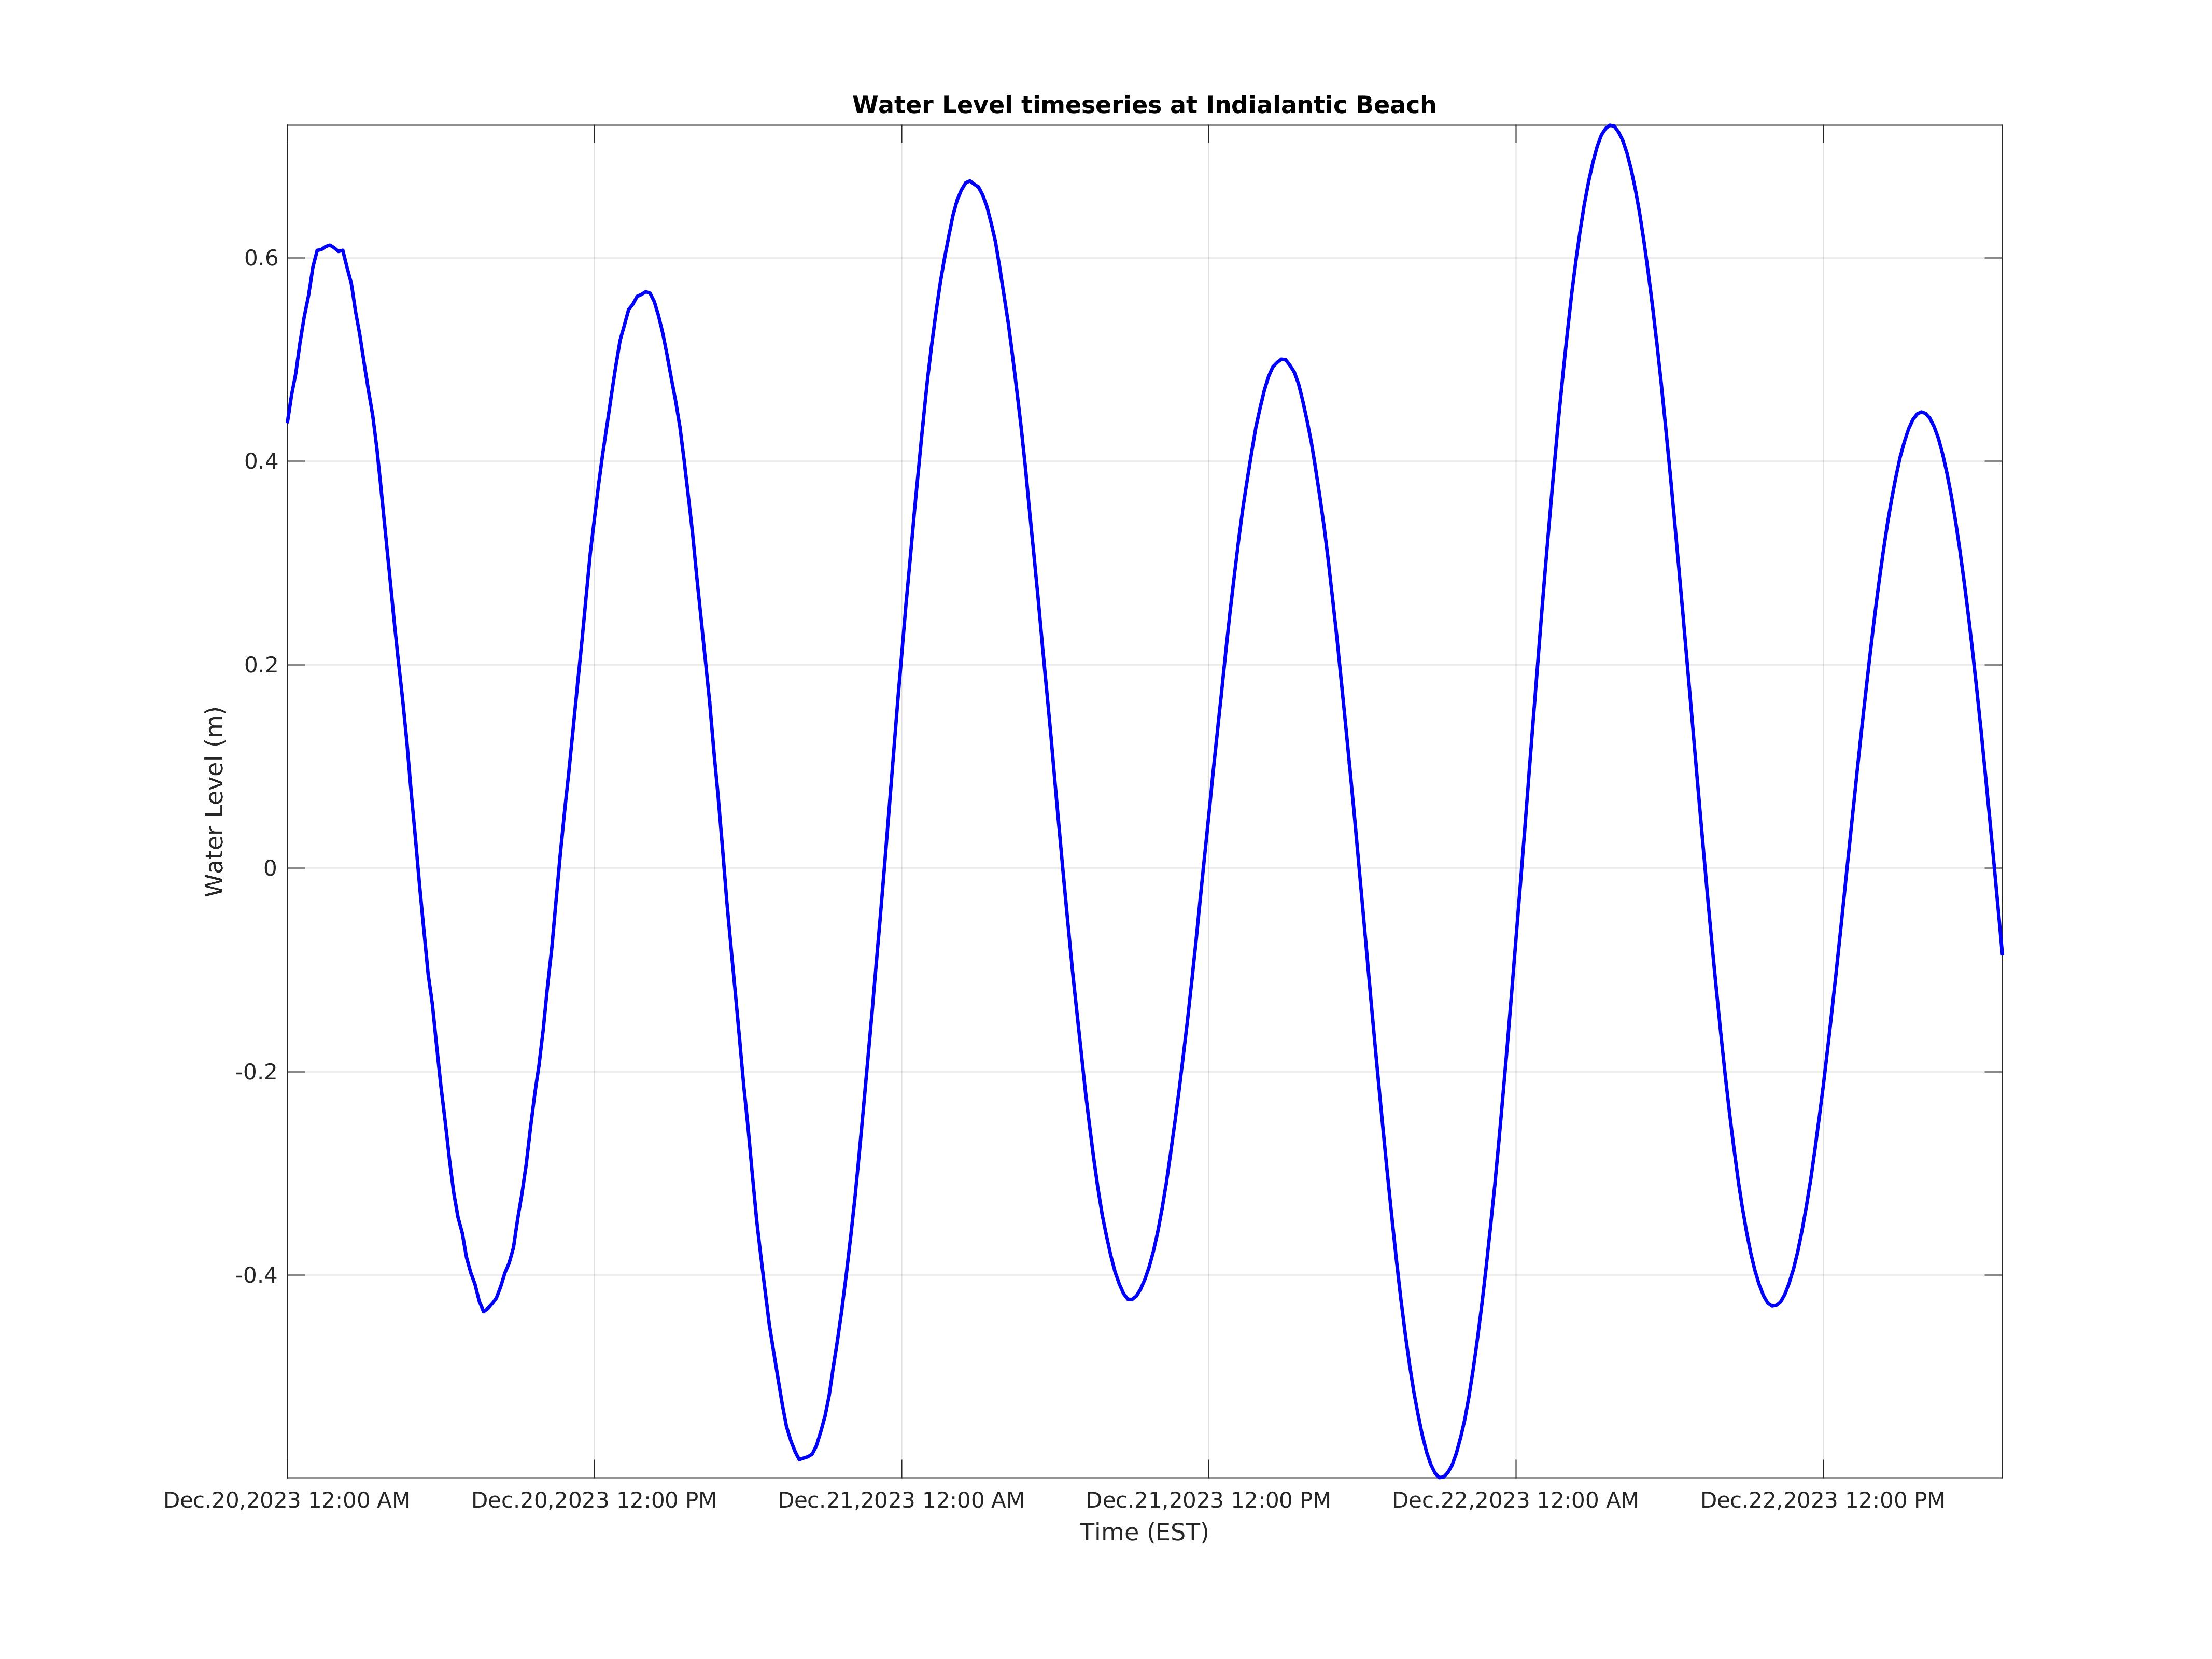 Water Level timeseries at Indialantic Beach
0.6
0.4
0.2
0
-0.2
-0.4
Water Level (m)
Dec.20,2023 12:00 AM
Dec.20,2023 12:00 PM
Dec.21,2023 12:00 AM
Dec.21,2023 12:00 PM
Dec.22,2023 12:00 AM
Dec.22,2023 12:00 PM
Time (EST)